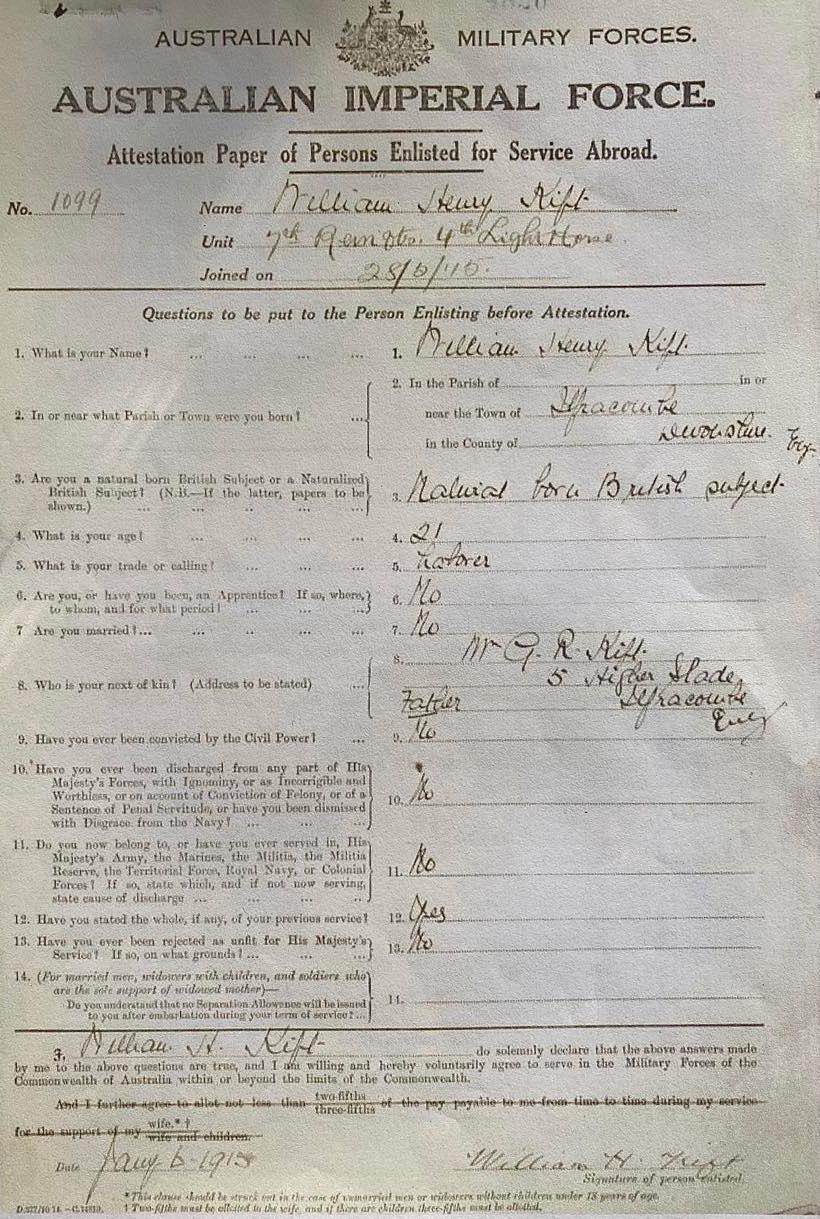 AUSTRALIAN MILITARY FORCES.
AUSTRALIAN IMPERIAL FORCE.
Attestation Paper of Persons Enlisted for Service Abroad.
No. 1099 Name William Henry Kift
Unit 7th Reinfts. 4th Light Horse
Joined on 28/5/15.
Questions to be put to the Person Enlisting before Attestation.
1. What is your Name? ... ... ... ... 1. William Henry Kift
2. In the Parish of in or
2. In or near what Parish or Town were you born? ... near the Town of Ilfracombe
in the County of Devonshire. Eng.
3. Are you a natural born British Subject or a Naturalized
British Subject? (N.B.—If the latter, papers to be 3. Natural born British subject
shown.) ... ... ... ... ...
4. What is your age? ... ... ... 4. 21
5. What is your trade or calling? ... ... ... 5. Laborer
6. Are you, or have you been, an Apprentice? If so, where, 6. No
to whom, and for what period? ... ... ...
7 Are you married?... ... ... ... ... 7. No
8. Mr G. R. Kift.
5 Higher Slade
8. Who is your next of kin? (Address to be stated) ... Father Ilfracombe
Eng
9. Have you ever been convicted by the Civil Power? ... 9. No
10. Have you ever been discharged from any part of His
Majesty's Forces, with Ignominy, or as Incorrigible and
Worthless, or on account of Conviction of Felony, or of a 10. No
Sentence of Penal Servitude, or have you been dismissed
with Disgrace from the Navy? ... ... ...
11. Do you now belong to, or have you ever served in, His
Majesty's Army, the Marines, the Militia, the Militia
Reserve, the Territorial Force, Royal Navy, or Colonial 11. No
Forces? If so, state which, and if not now serving,
state cause of discharge ... ... ... ..
12. Have you stated the whole, if any, of your previous service? 12. Yes
13. Have you ever been rejected as unfit for His Majesty's 13. No
Service? If so, on what grounds? ... ... ...
14. (For married men, widowers with children, and soldiers who
are the sole support of widowed mother)—
Do you understand that no Separation Allowance will be issued 14.
to you after embarkation during your term of service?...
I, William H. Kift do solemnly declare that the above answers made
by me to the above questions are true, and I am willing and hereby voluntarily agree to serve in the Military Forces of the
Commonwealth of Australia within or beyond the limits of the Commonwealth.
And I further agree to allot not less than two-fifths
three-fifths of the pay payable to me from time to time during my service
for the support of my wife.* †
wife and children.
Date 1915 William H. Kift
Signature of person enlisted.
*This clause should be struck out in the case of unmarried men or widowers without children under 18 years of age.
† Two-fifths must be allotted to the wife, and if there are children three-fifths must be allotted.